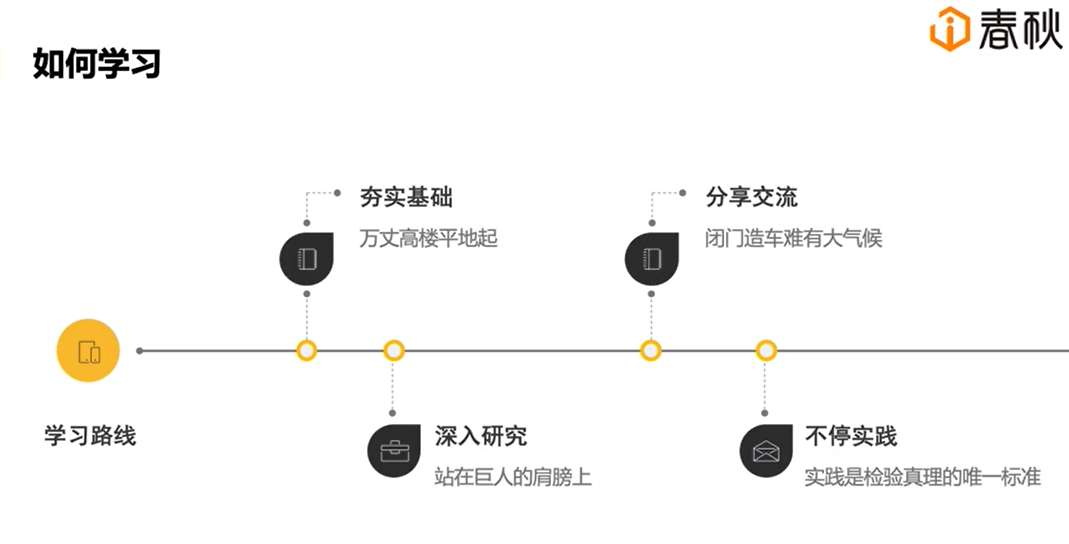 春秋
如何学习
夯实基础
万丈高楼平地起
分享交流
闭门造车难有大气候
学习路线
深入研究
站在巨人的肩膀上
不停实践
实践是检验真理的唯一标准